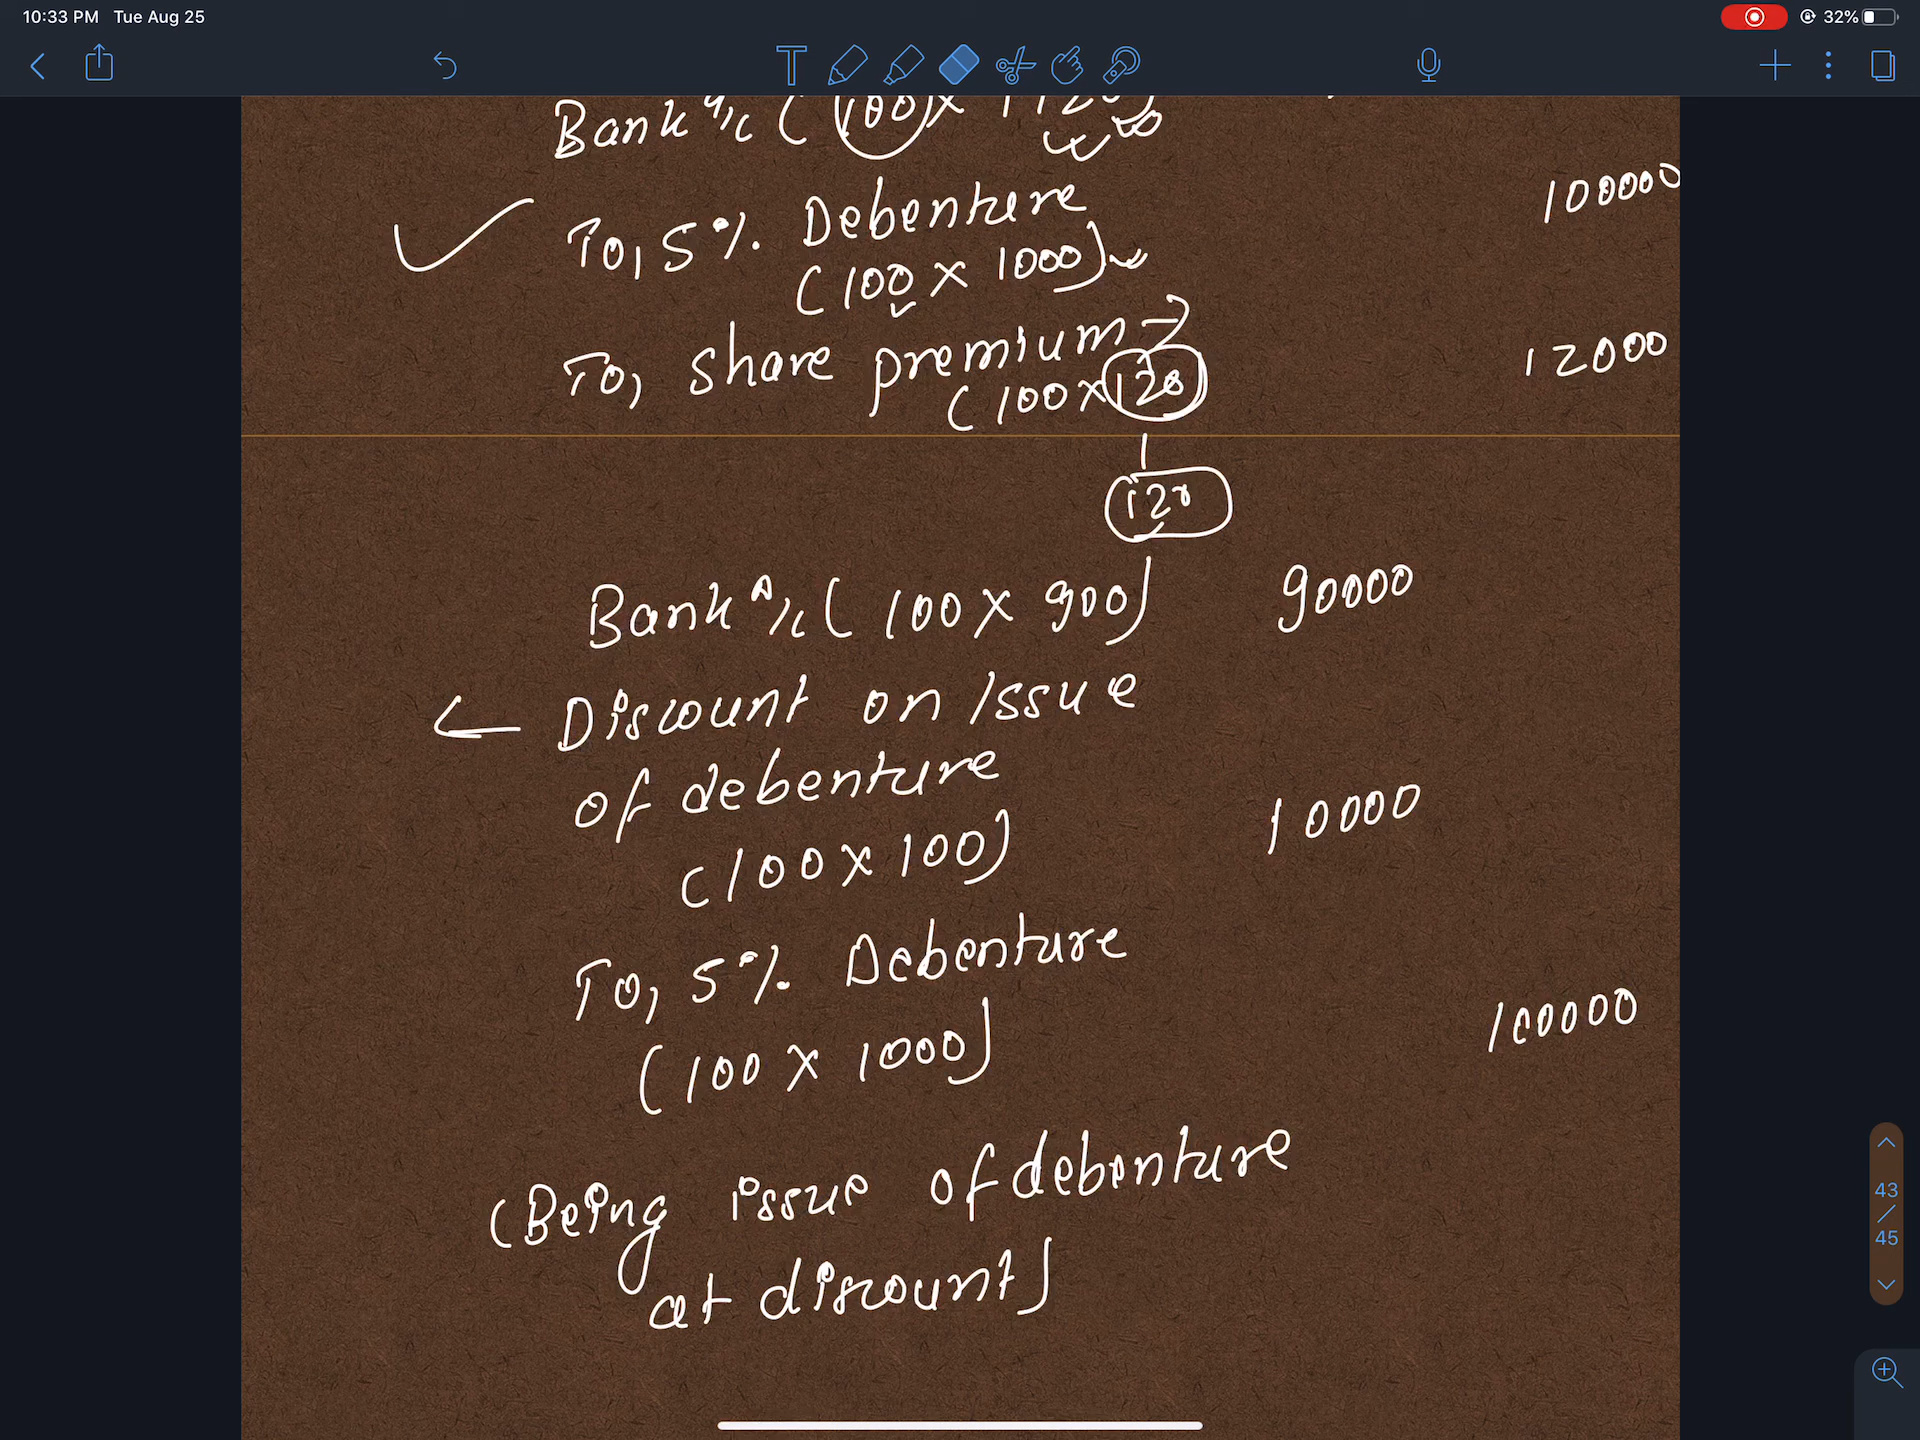 10:33 PM Tue Aug 25
32%
Bank A/c (100 x 1120)
To, 5% Debenture
100000
(100 x 1000)
To, share premium
12000
(100 x 120)
120
Bank A/c (100 x 900) 90000
Discount on issue
of debenture
(100 x 100) 10000
To, 5% Debenture
(100 x 1000) 100000
(Being issue of debenture
at discount)
43
/
45